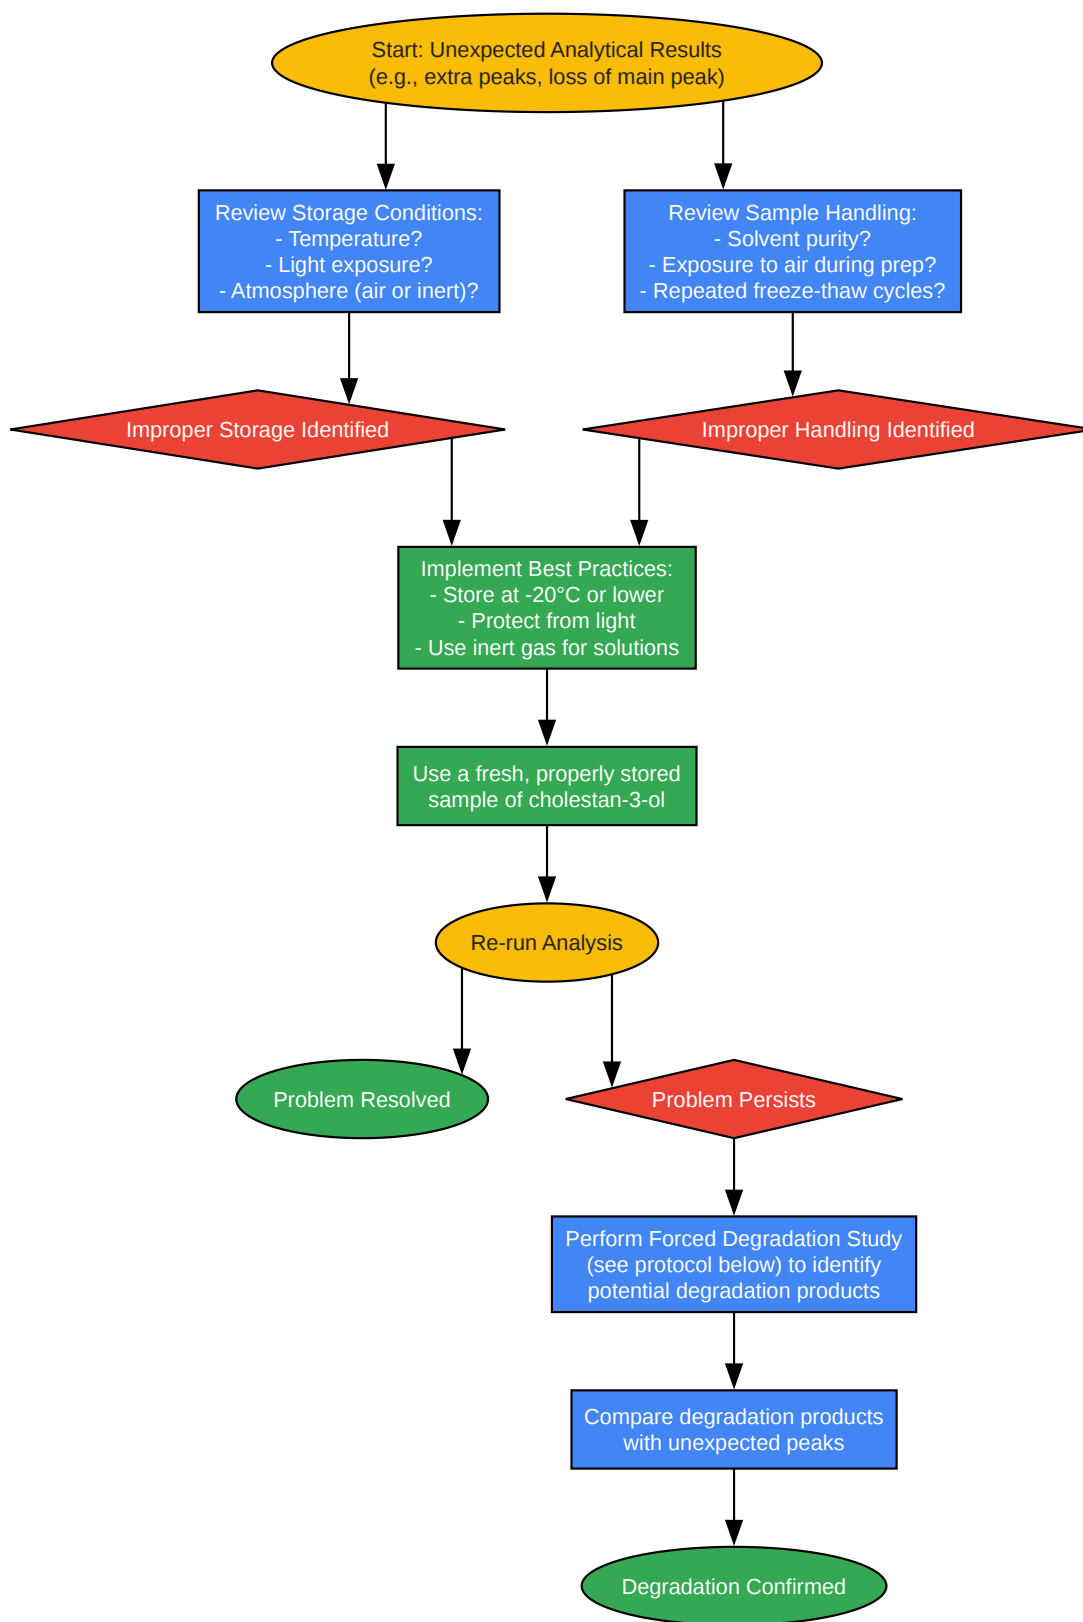 Start: Unexpected Analytical Results
(e.g., extra peaks, loss of main peak)
Review Storage Conditions:
- Temperature?
- Light exposure?
- Atmosphere (air or inert)?
Review Sample Handling:
- Solvent purity?
- Exposure to air during prep?
- Repeated freeze-thaw cycles?
Improper Storage Identified
Improper Handling Identified
Implement Best Practices:
- Store at -20°C or lower
- Protect from light
- Use inert gas for solutions
Use a fresh, properly stored
sample of cholestan-3-ol
Re-run Analysis
Problem Resolved
Problem Persists
Perform Forced Degradation Study
(see protocol below) to identify
potential degradation products
Compare degradation products
with unexpected peaks
Degradation Confirmed